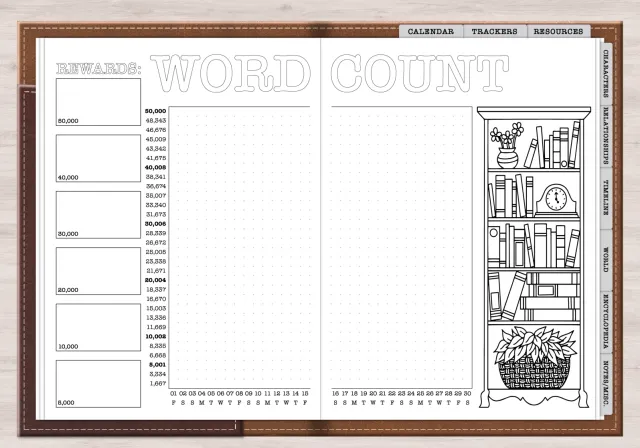 CALENDAR
TRACKERS
RESOURCES
REWARDS:
WORD COUNT
50,000
40,000
30,000
20,000
10,000
5,000
50,000
48,343
46,676
45,009
43,342
41,675
40,008
38,341
36,674
35,007
33,340
31,673
30,006
28,339
26,672
25,005
23,338
21,671
20,004
18,337
16,670
15,003
13,336
11,669
10,002
8,335
6,668
5,001
3,334
1,667
01 02 03 04 05 06 07 08 09 10 11 12 13 14 15
F S S M T W T F S S M T W T F
16 17 18 19 20 21 22 23 24 25 26 27 28 29 30
S S M T W T F S S M T W T F S
CHARACTERS
RELATIONSHIPS
TIMELINE
WORLD
ENCYCLOPEDIA
NOTES/MISC.